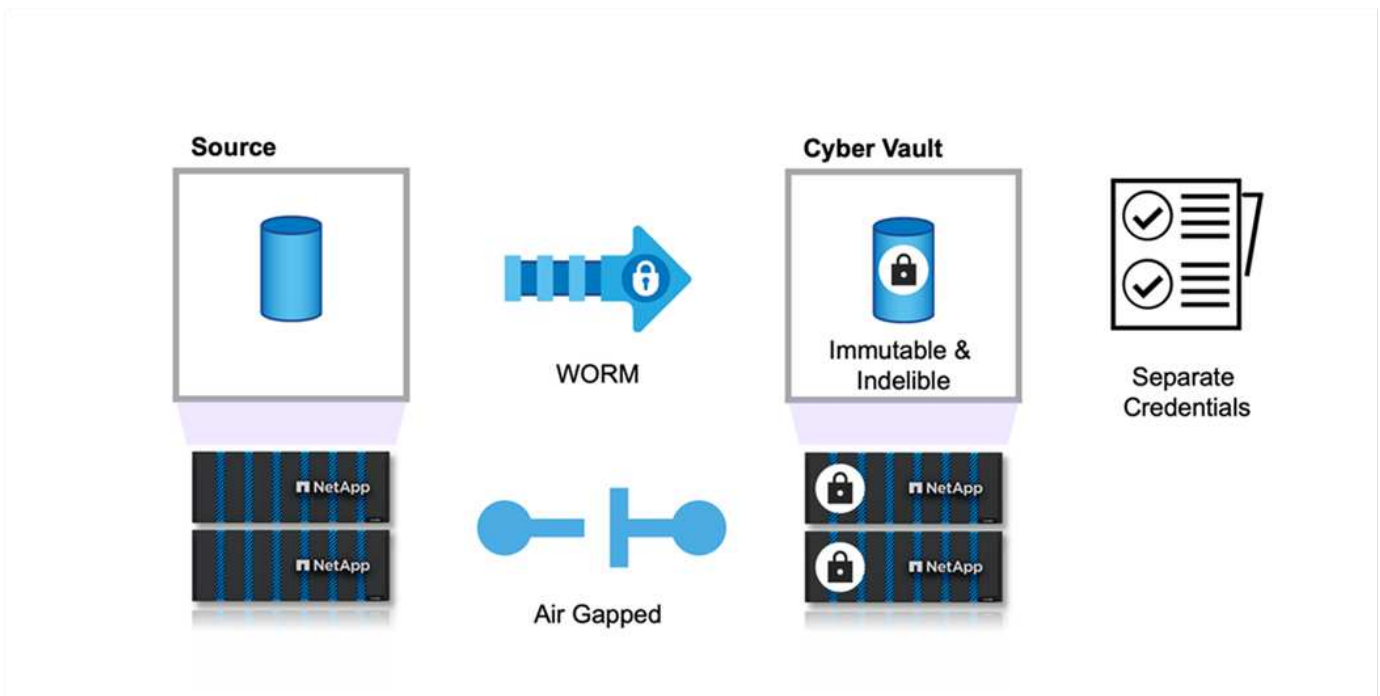 Source
Cyber Vault
WORM
Immutable &
Indelible
Separate
Credentials
NetApp
NetApp
NetApp
NetApp
Air Gapped